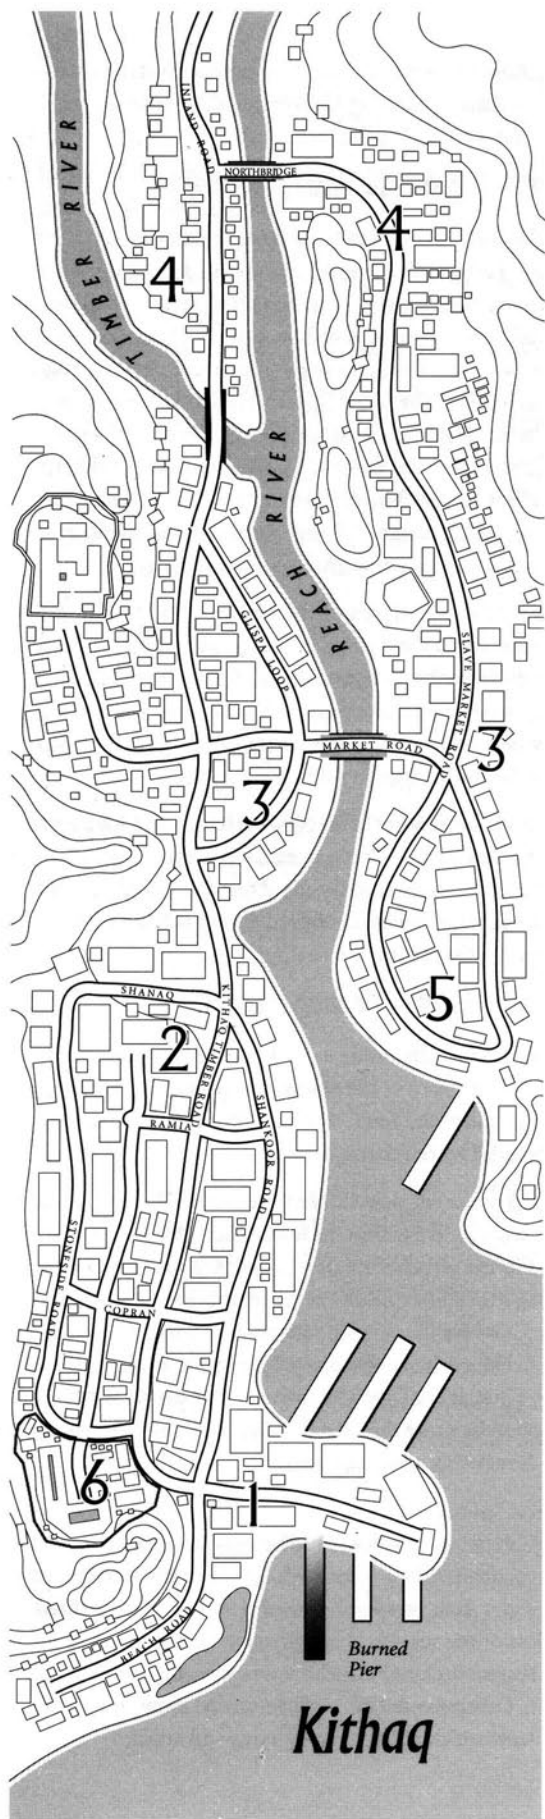 INLAND ROAD
NORTHBRIDGE
TIMBER RIVER
4
4
REACH RIVER
GLISPA LOOP
SLAVE MARKET ROAD
MARKET ROAD
3
3
5
SHANAQ
KITHAQ TIMBER ROAD
2
RAMIA
SHANKOOR ROAD
STONESIDE ROAD
COPRAN
6
1
BEACH ROAD
Burned
Pier
Kithaq